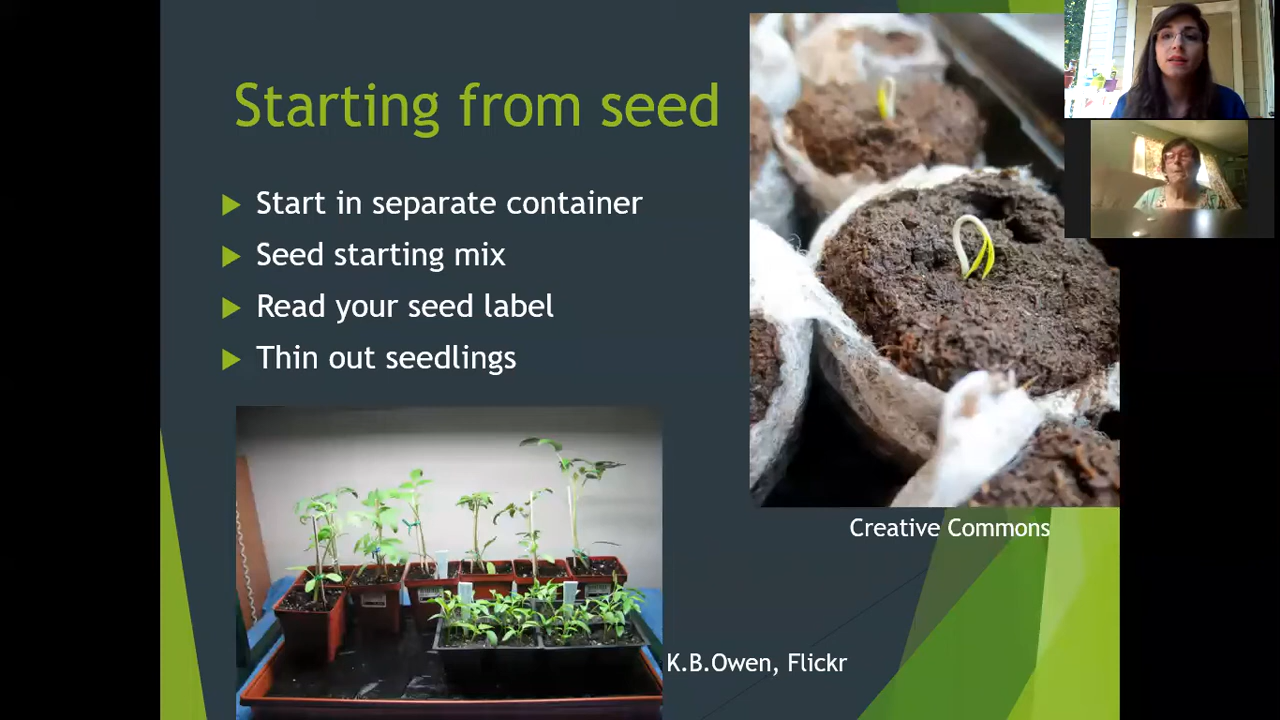 Starting from seed
Start in separate container
Seed starting mix
Read your seed label
Thin out seedlings
Creative Commons
K.B.Owen, Flickr